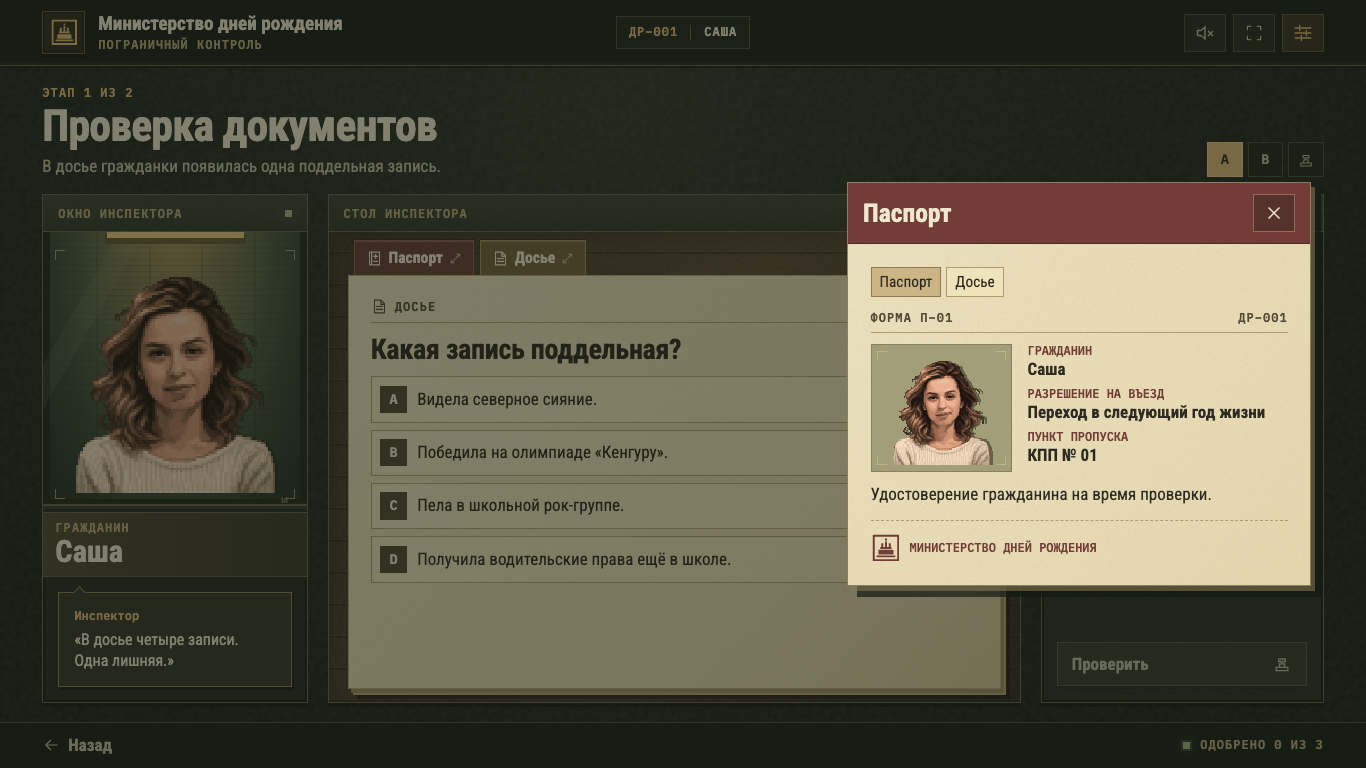 Министерство дней рождения
ПОГРАНИЧНЫЙ КОНТРОЛЬ
ДР-001 САША
ЭТАП 1 ИЗ 2
Проверка документов
В досье гражданки появилась одна поддельная запись.
A B
ОКНО ИНСПЕКТОРА
ГРАЖДАНИН
Саша
Инспектор
«В досье четыре записи.
Одна лишняя.»
СТОЛ ИНСПЕКТОРА
Паспорт Досье
ДОСЬЕ
Какая запись поддельная?
A Видела северное сияние.
B Победила на олимпиаде «Кенгуру».
C Пела в школьной рок-группе.
D Получила водительские права ещё в школе.
Паспорт
Паспорт Досье
ФОРМА П-01 ДР-001
ГРАЖДАНИН
Саша
РАЗРЕШЕНИЕ НА ВЪЕЗД
Переход в следующий год жизни
ПУНКТ ПРОПУСКА
КПП № 01
Удостоверение гражданина на время проверки.
МИНИСТЕРСТВО ДНЕЙ РОЖДЕНИЯ
Проверить
Назад
ОДОБРЕНО 0 ИЗ 3